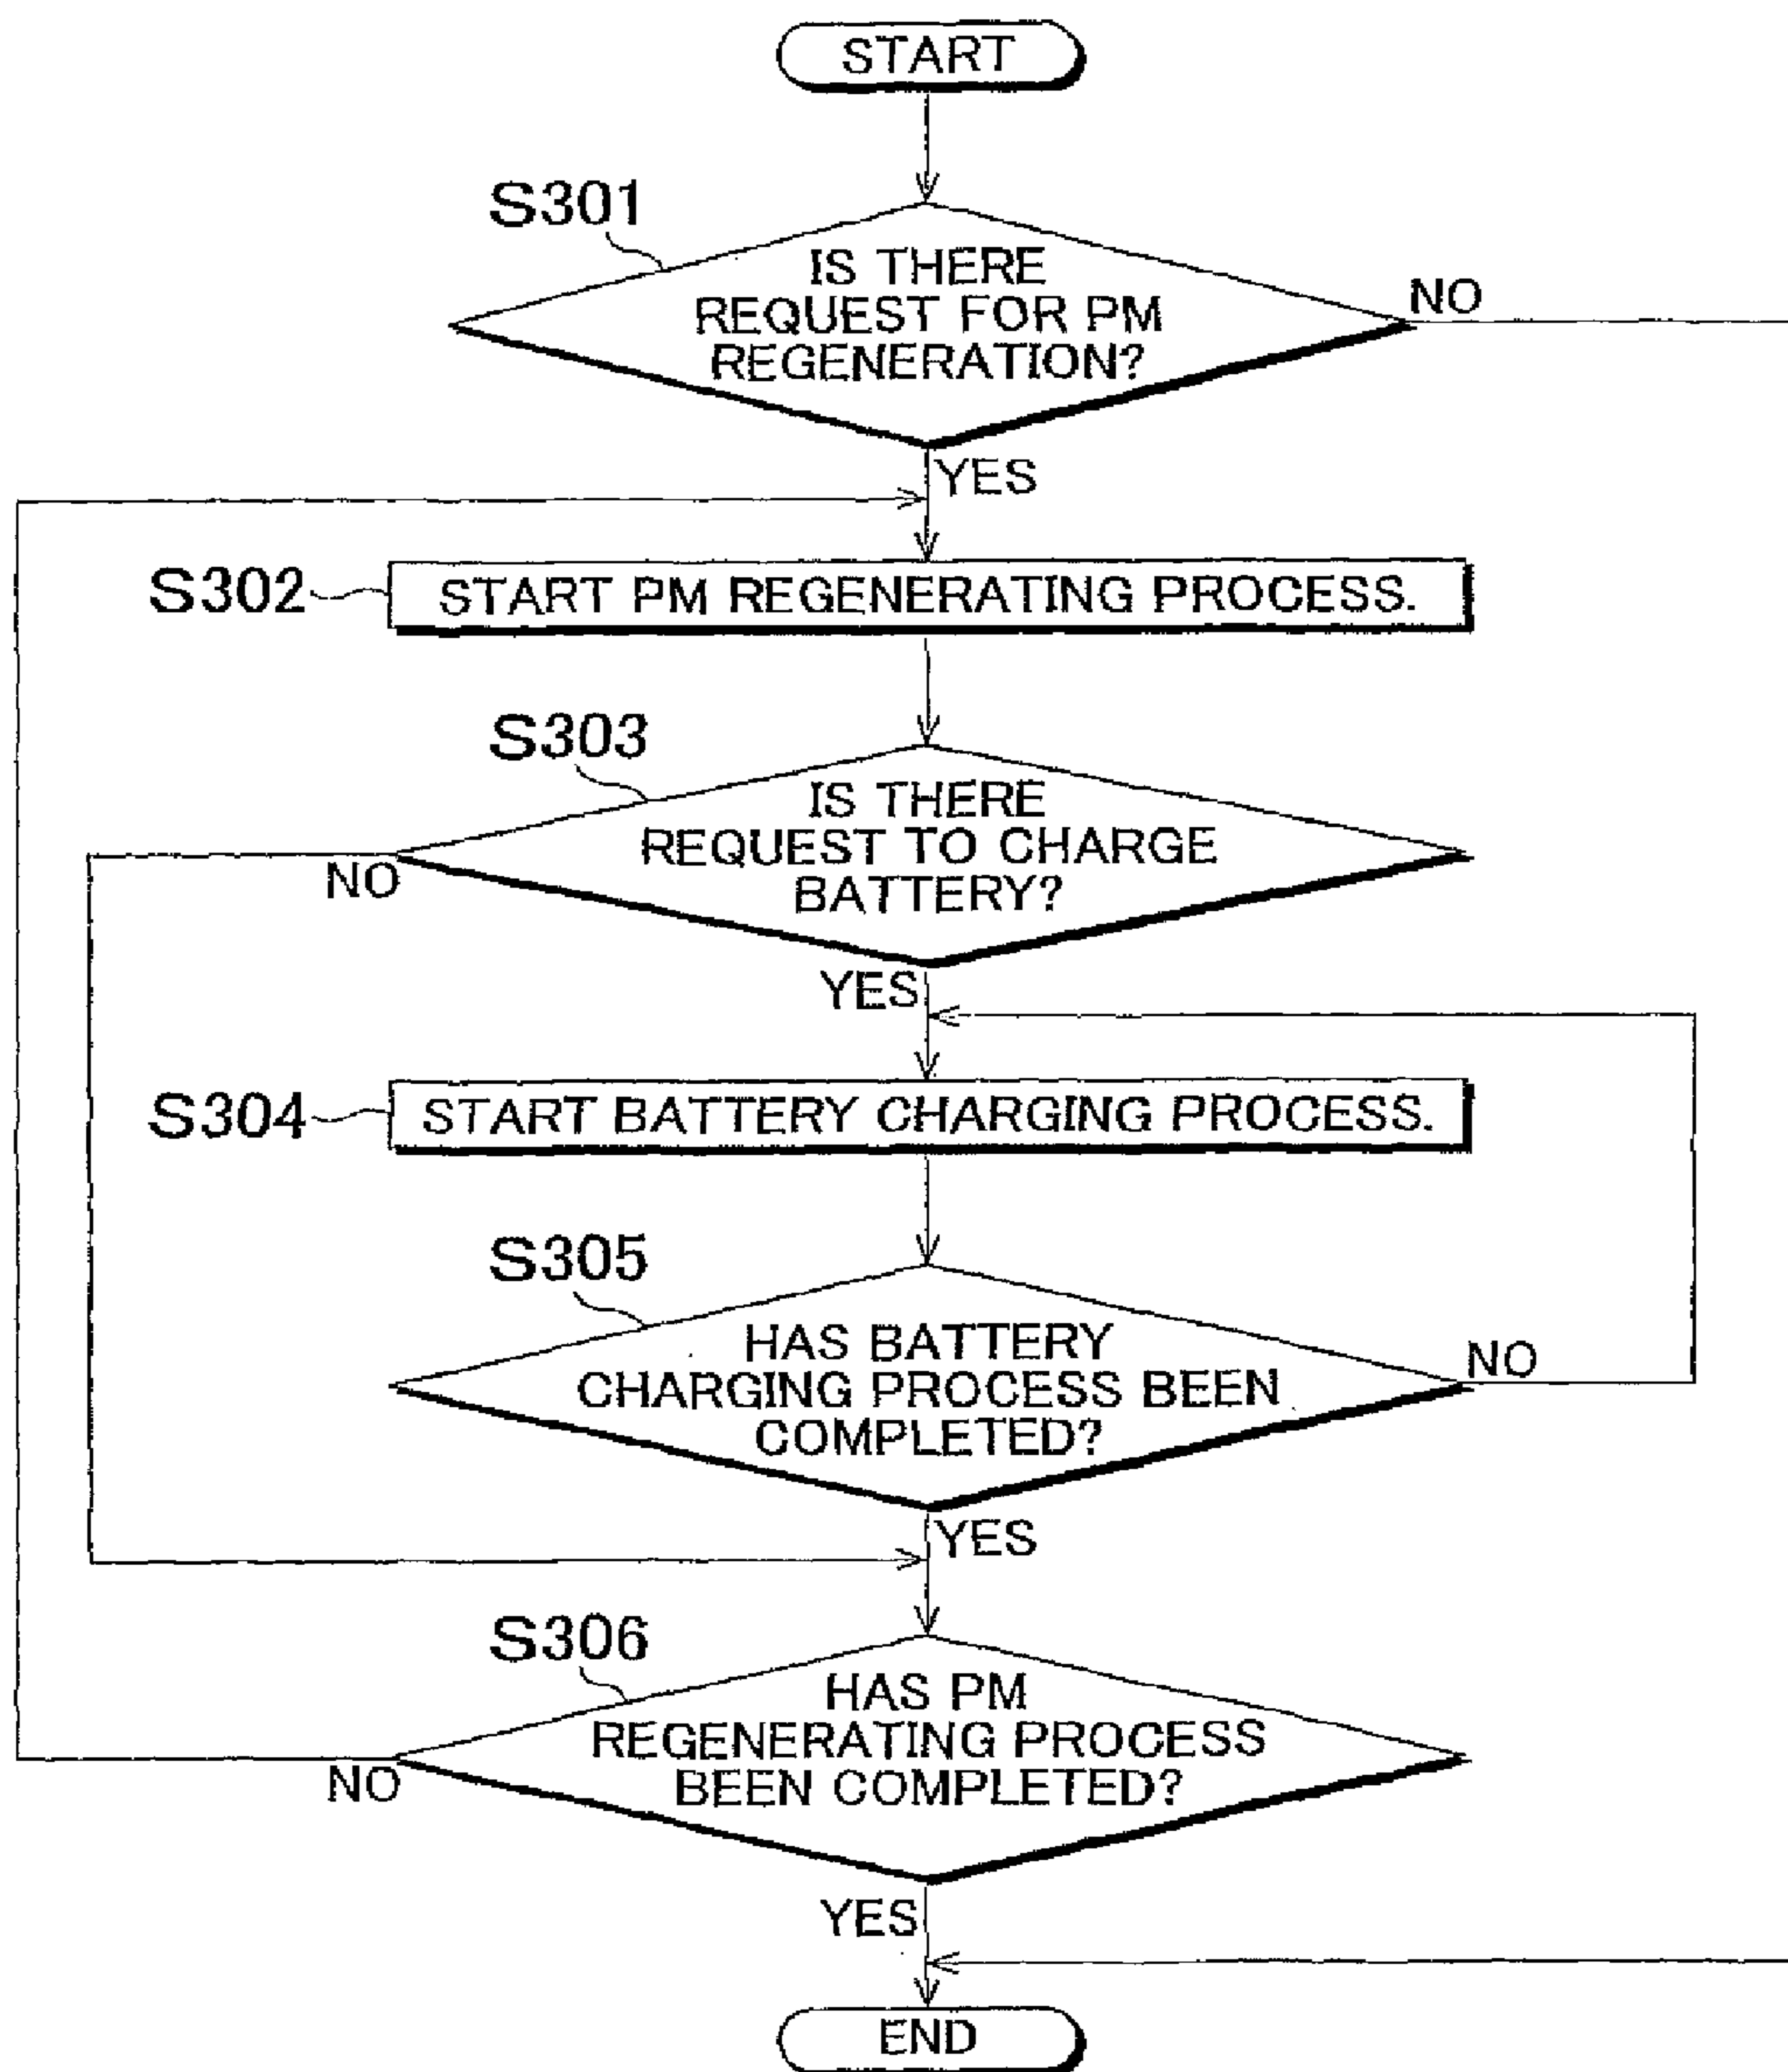 START
S301
IS THERE
REQUEST FOR PM
REGENERATION?
NO
YES
S302
START PM REGENERATING PROCESS.
S303
IS THERE
REQUEST TO CHARGE
BATTERY?
NO
YES
S304
START BATTERY CHARGING PROCESS.
S305
HAS BATTERY
CHARGING PROCESS BEEN
COMPLETED?
NO
YES
S306
HAS PM
REGENERATING PROCESS
BEEN COMPLETED?
NO
YES
END